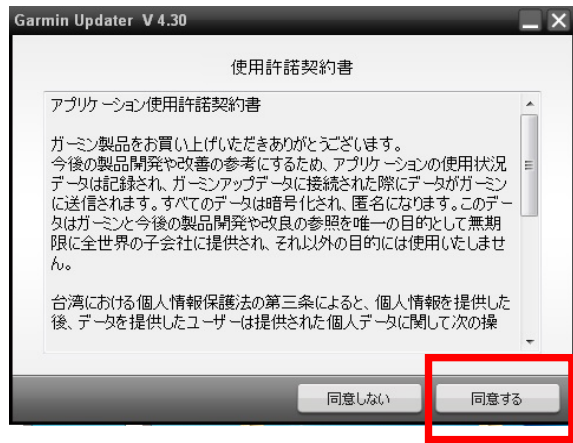 Garmin Updater V 4.30
使用許諾契約書
アプリケーション使用許諾契約書
ガーミン製品をお買い上げいただきありがとうございます。
今後の製品開発や改善の参考にするため、アプリケーションの使用状況
データは記録され、ガーミンアップデータに接続された際にデータがガーミン
に送信されます。すべてのデータは暗号化され、匿名になります。このデー
タはガーミンと今後の製品開発や改良の参照を唯一の目的として無期
限に全世界の子会社に提供され、それ以外の目的には使用いたしませ
ん。
台湾における個人情報保護法の第三条によると、個人情報を提供した
後、データを提供したユーザーは提供された個人データに関して次の操
同意しない
同意する